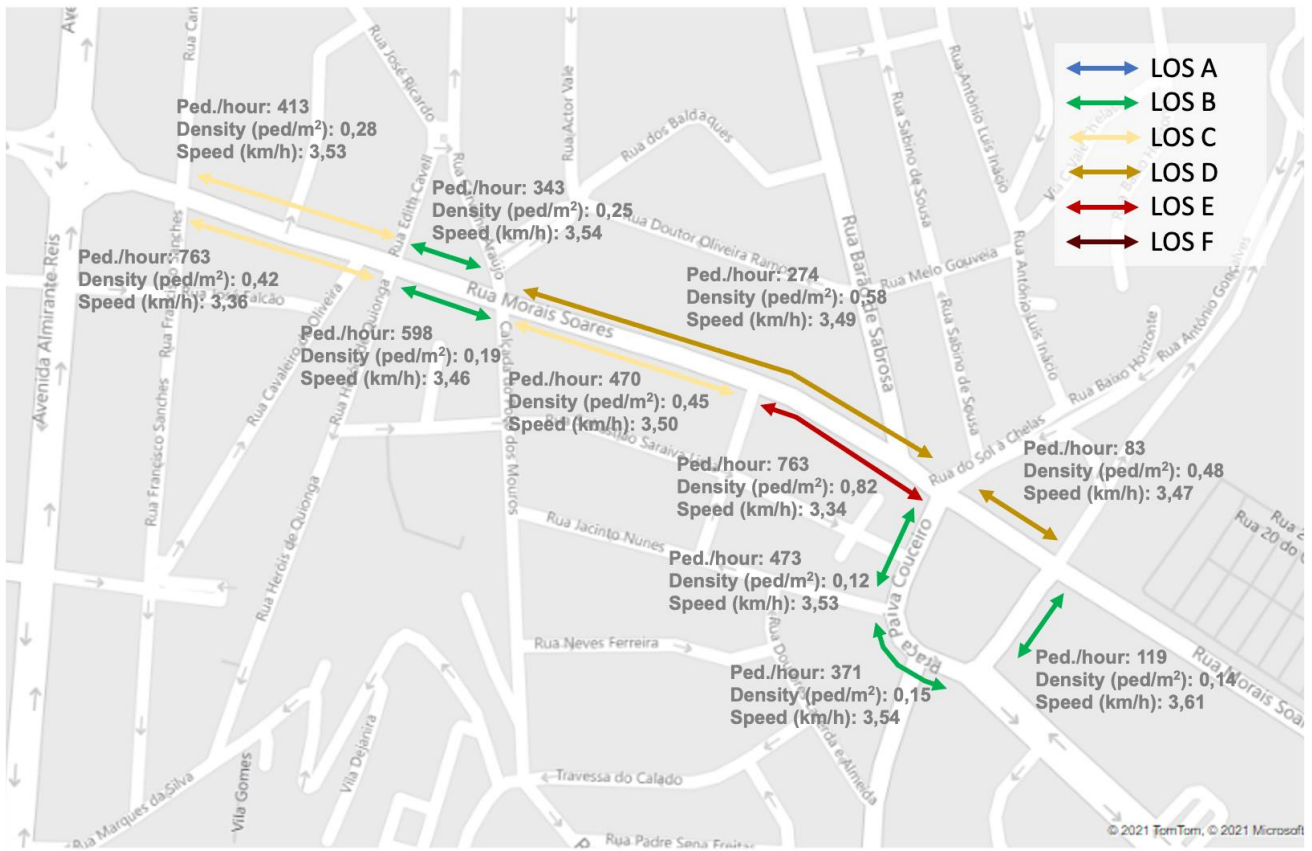 LOS A
LOS B
LOS C
LOS D
LOS E
LOS F
Ped./hour: 413
Density (ped/m²): 0,28
Speed (km/h): 3,53
Ped./hour: 343
Density (ped/m²): 0,25
Speed (km/h): 3,54
Ped./hour: 763
Density (ped/m²): 0,42
Speed (km/h): 3,36
Ped./hour: 274
Density (ped/m²): 0,58
Speed (km/h): 3,49
Ped./hour: 598
Density (ped/m²): 0,19
Speed (km/h): 3,46
Ped./hour: 470
Density (ped/m²): 0,45
Speed (km/h): 3,50
Ped./hour: 763
Density (ped/m²): 0,82
Speed (km/h): 3,34
Ped./hour: 83
Density (ped/m²): 0,48
Speed (km/h): 3,47
Ped./hour: 473
Density (ped/m²): 0,12
Speed (km/h): 3,53
Ped./hour: 371
Density (ped/m²): 0,15
Speed (km/h): 3,54
Ped./hour: 119
Density (ped/m²): 0,14
Speed (km/h): 3,61
Ave
Rua Can
Rua José Ricardo
Rua Actor Vale
Rua dos Baldaques
Rua Edith Cavell
Rua Doutor Oliveira Ramos
Rua Barão de Sabrosa
Rua Sabino de Sousa
Rua António Luis Inácio
Rua Melo Gouveia
Rua António Luis Inácio
Rua Sabino de Sousa
Rua António Gonçalves
Rua Baixo Honzonte
Rua do Sol a Chelas
Rua Morais Soares
Avenida Almirante-Reis
Rua Francisco Sanches
Rua Francisco Sanches
Rua Cavaleiro de Oliveira
Rua Heróis de Quionga
Rua Heróis de Quionga
Calçada do Poço dos Mouros
Rua Jacinto Nunes
Rua Neves Ferreira
Praça Paiva Couceiro
Rua 20 do
Rua Morais Soar
Travessa do Calado
Vila Dejanira
Vila Gomes
Rua Marques da Silva
Rua Padre Sena Freitas
© 2021 TomTom, © 2021 Microsoft